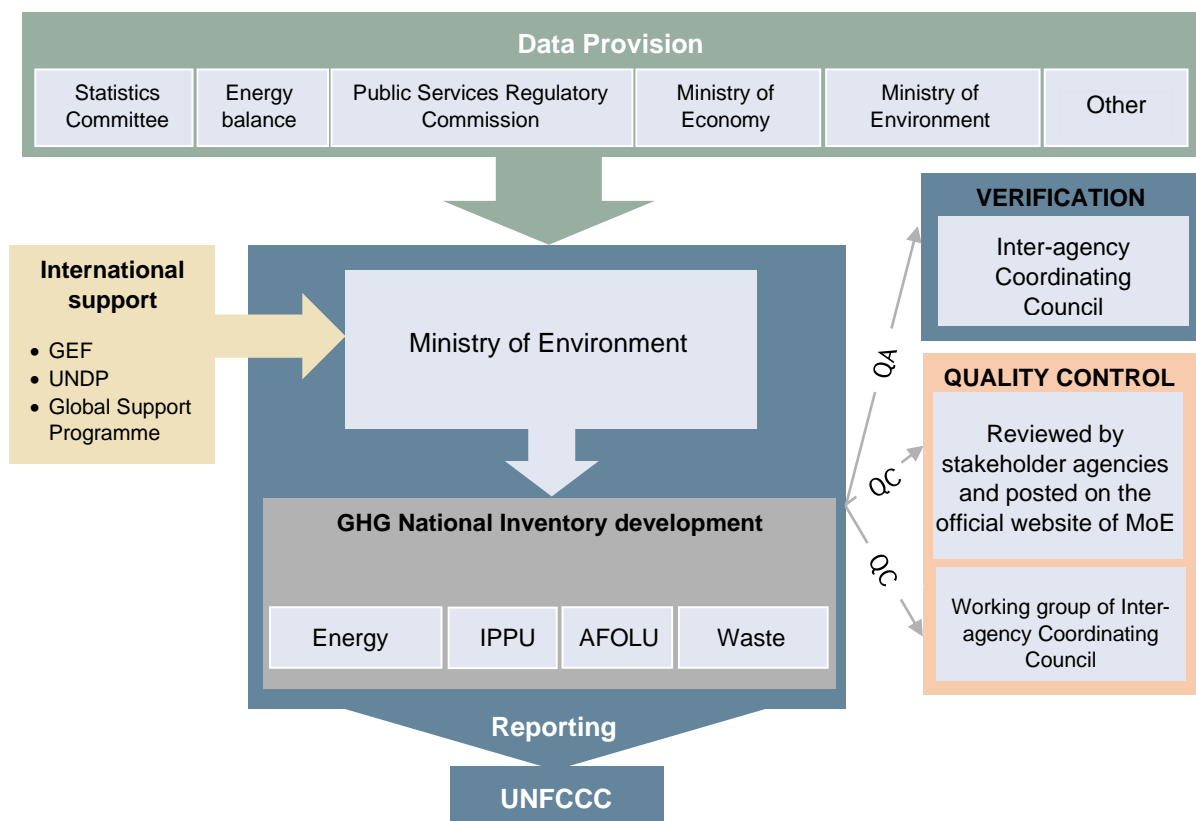 Data Provision
Statistics
Committee
Energy
balance
Public Services Regulatory
Commission
Ministry of
Economy
Ministry of
Environment
Other
International
support
• GEF
• UNDP
• Global Support
Programme
Ministry of Environment
GHG National Inventory development
Energy
IPPU
AFOLU
Waste
Reporting
UNFCCC
QA
QC
QC
VERIFICATION
Inter-agency
Coordinating
Council
QUALITY CONTROL
Reviewed by
stakeholder agencies
and posted on the
official website of MoE
Working group of Inter-
agency Coordinating
Council